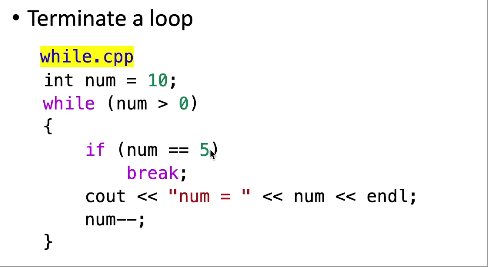 • Terminate a loop
while.cpp
int num = 10;
while (num > 0)
{
    if (num == 5)
        break;
    cout << "num = " << num << endl;
    num--;
}